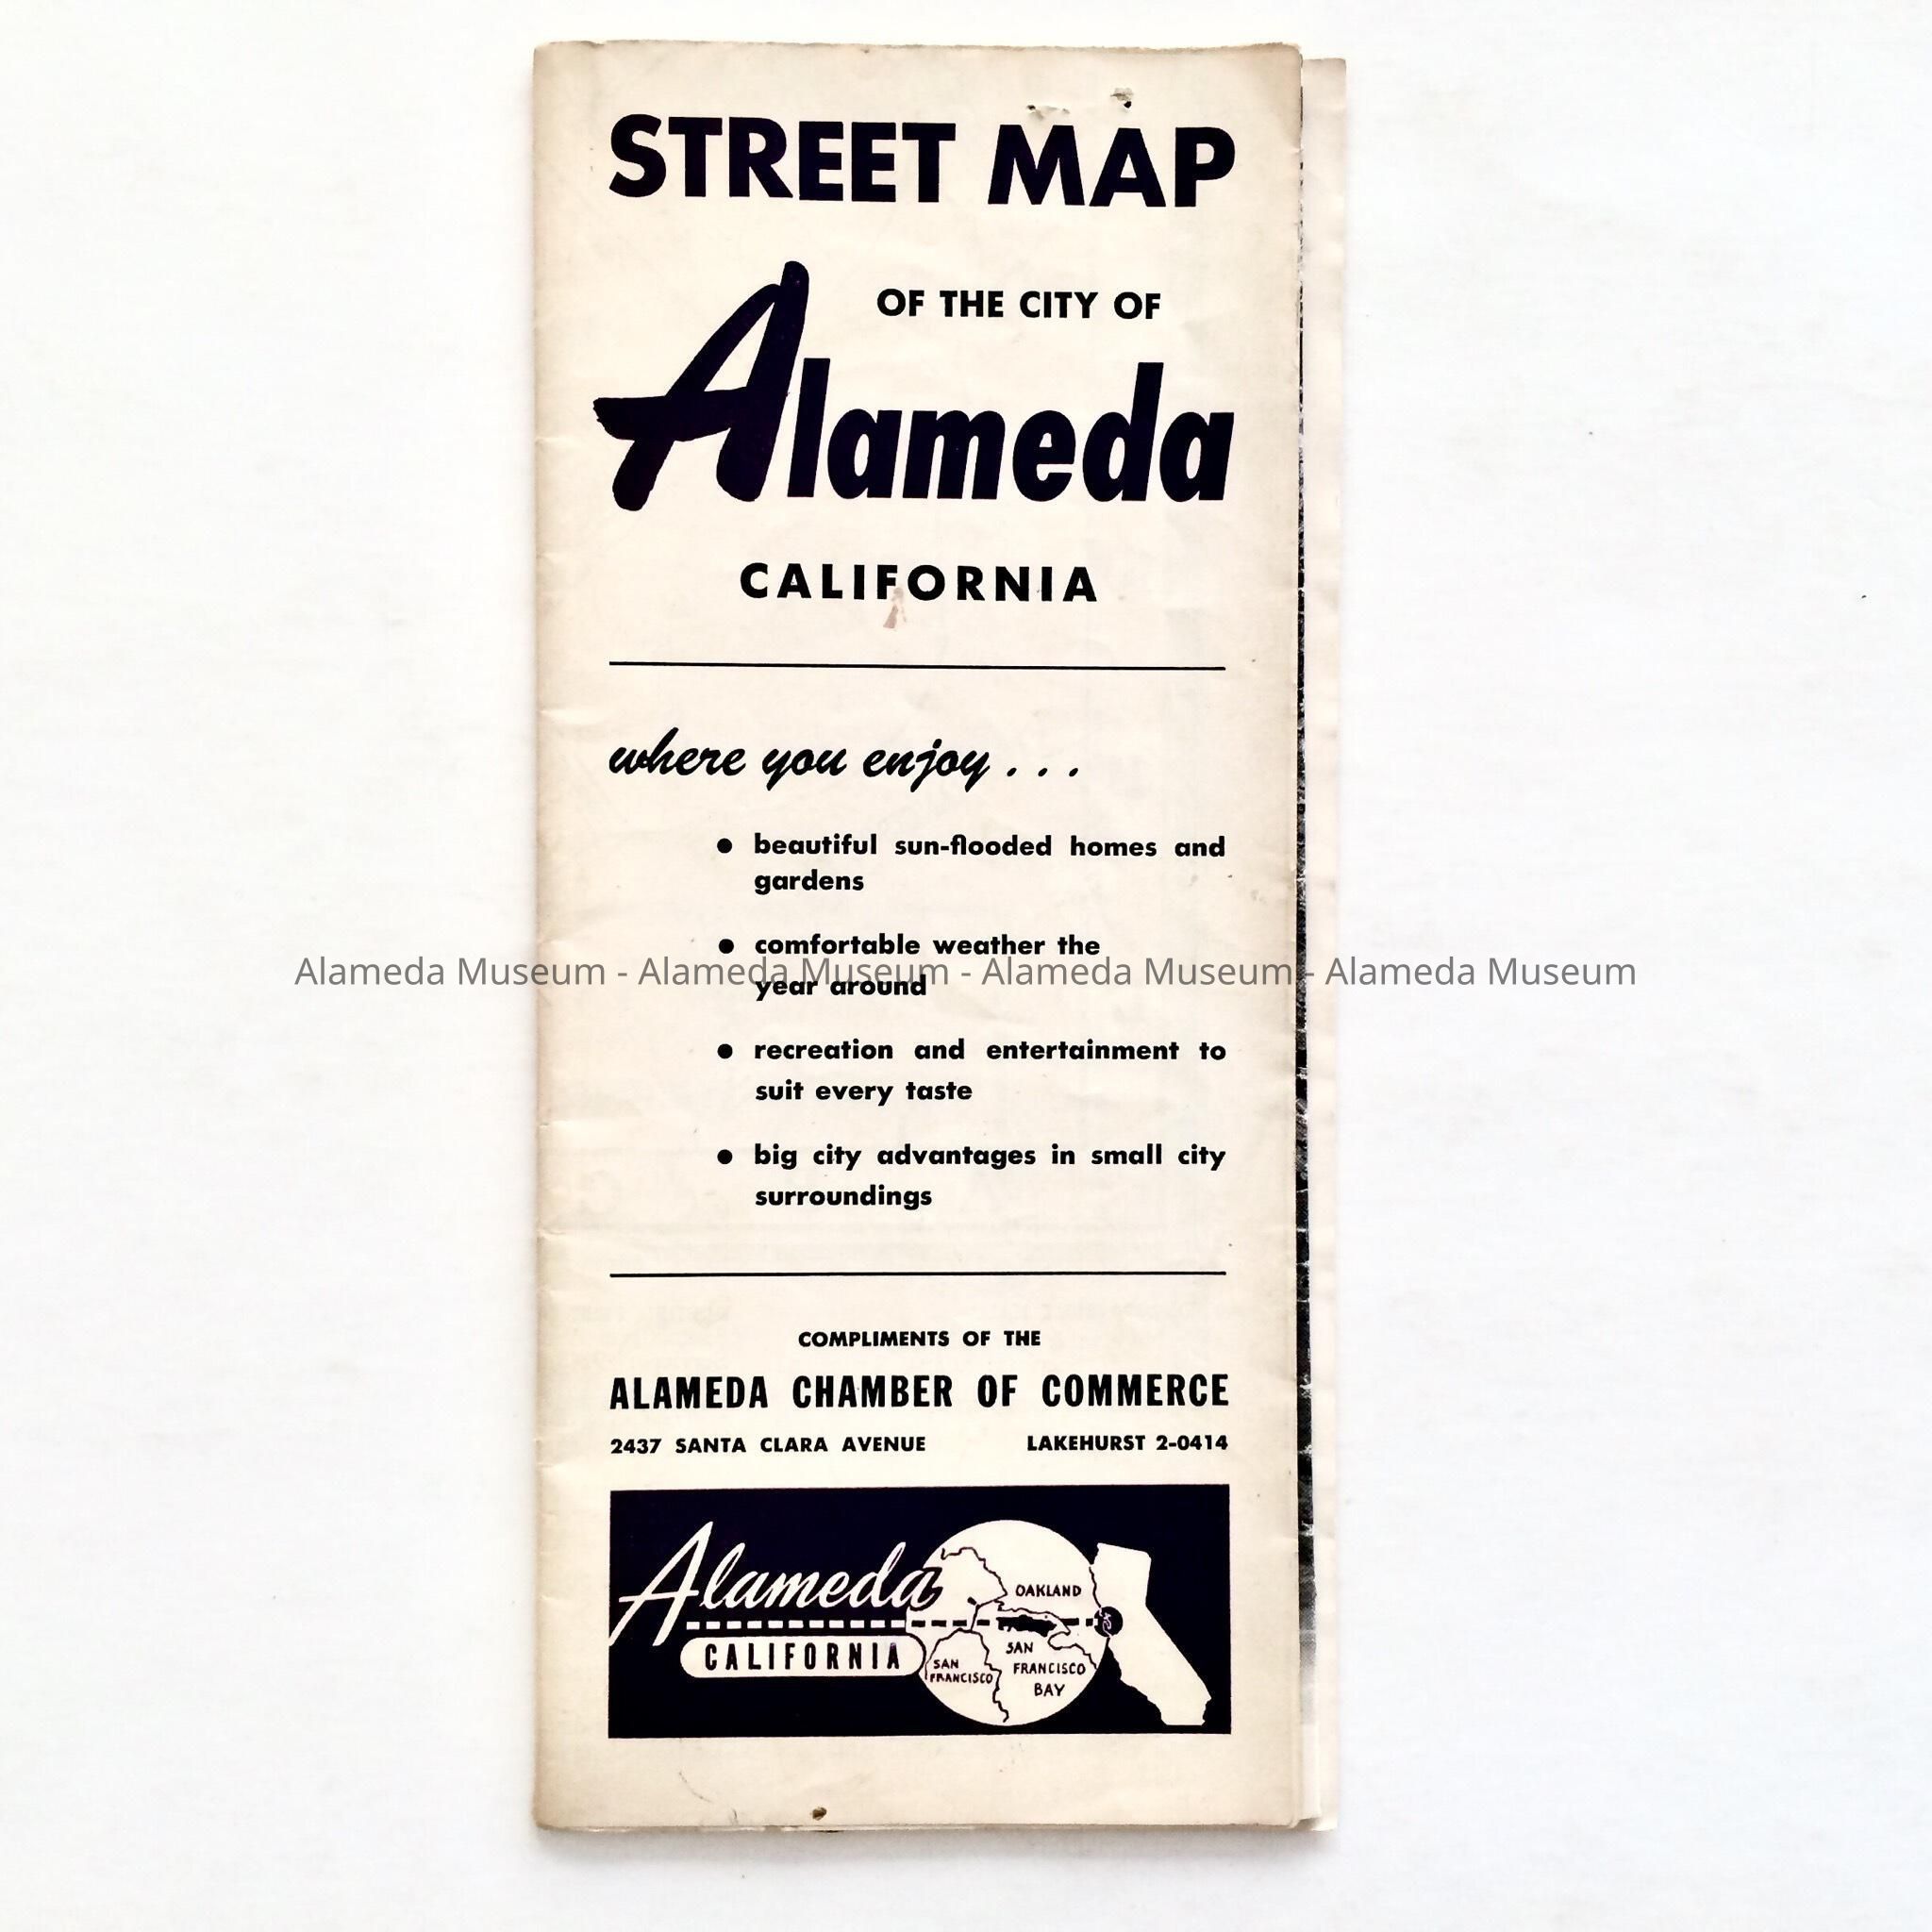 STREET MAP
OF THE CITY OF
Alameda
CALIFORNIA
where you enjoy . . .
• beautiful sun-flooded homes and
gardens
• comfortable weather the
year around
Alameda Museum - Alameda Museum - Alameda Museum - Alameda Museum
• recreation and entertainment to
suit every taste
• big city advantages in small city
surroundings
COMPLIMENTS OF THE
ALAMEDA CHAMBER OF COMMERCE
2437 SANTA CLARA AVENUE LAKEHURST 2-0414
Alameda
CALIFORNIA
OAKLAND
SAN
FRANCISCO
SAN
FRANCISCO
BAY